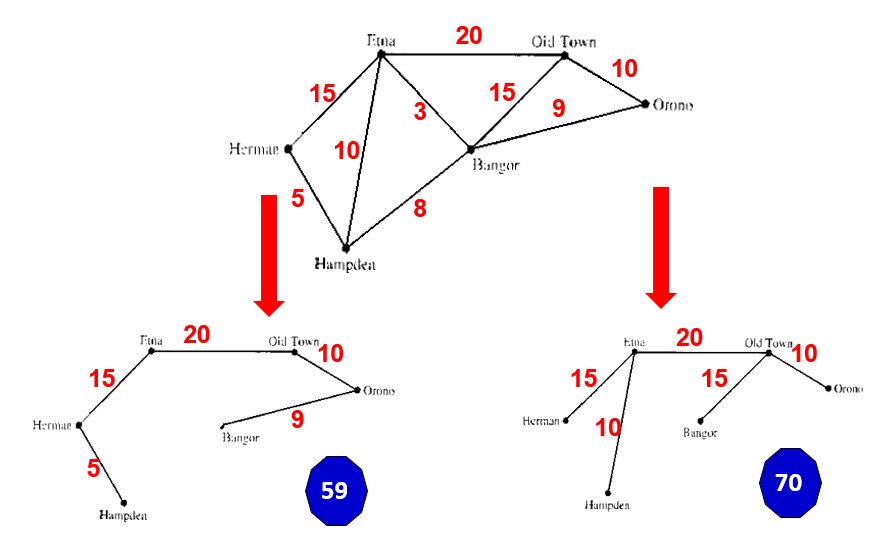 20
Etna
Old Town
10
15
15
9
Orono
3
Herman
10
Bangor
5
8
Hampden
20
Etna
Old Town
10
15
Orono
9
Herman
Bangor
5
59
Hampden
20
Etna
Old Town
10
15
15
Orono
Herman
10
Bangor
70
Hampden